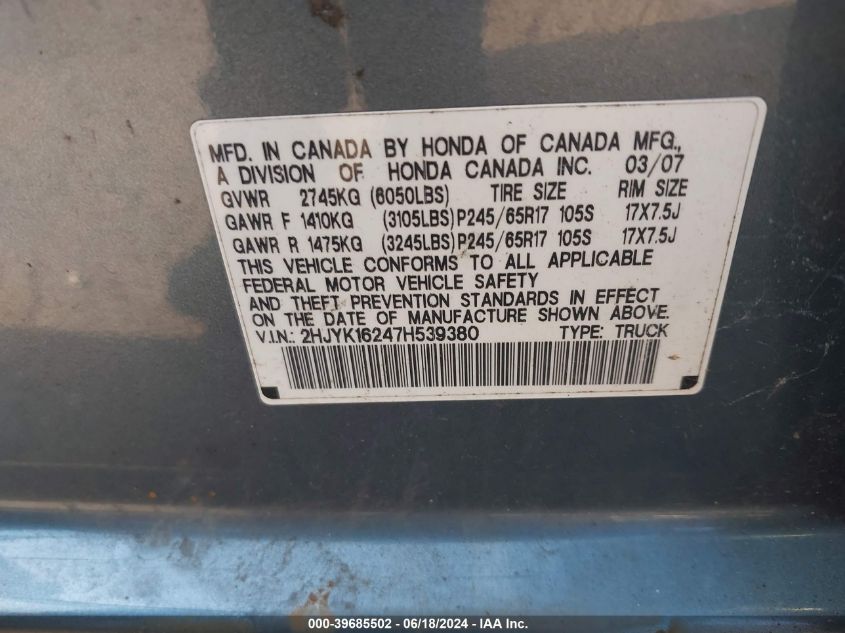 MFD. IN CANADA BY HONDA OF CANADA MFG.,
A DIVISION OF HONDA CANADA INC. 03/07
GVWR 2745KG (6050LBS) TIRE SIZE RIM SIZE
GAWR F 1410KG (3105LBS) P245/65R17 105S 17X7.5J
GAWR R 1475KG (3245LBS) P245/65R17 105S 17X7.5J
THIS VEHICLE CONFORMS TO ALL APPLICABLE
FEDERAL MOTOR VEHICLE SAFETY
AND THEFT PREVENTION STANDARDS IN EFFECT
ON THE DATE OF MANUFACTURE SHOWN ABOVE.
V.I.N.: 2HJYK16247H539380 TYPE: TRUCK
000-39685502 - 06/18/2024 - IAA Inc.